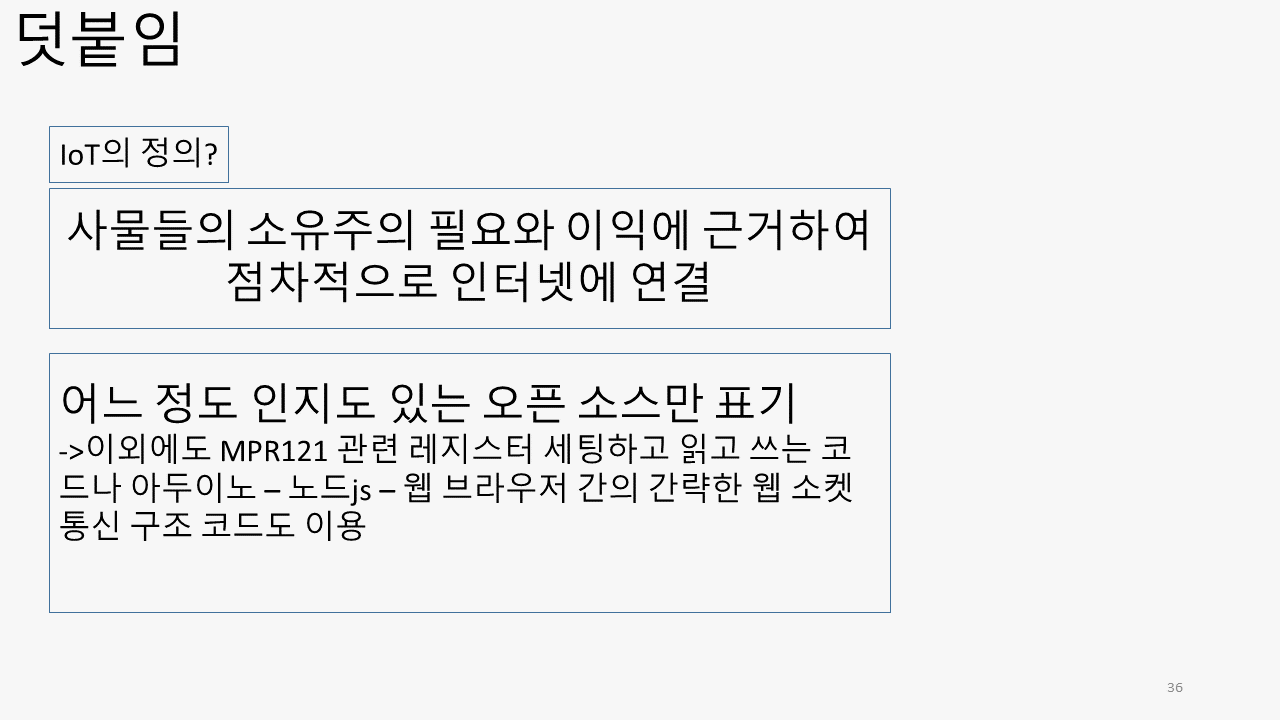 덧붙임
IoT의 정의?
사물들의 소유주의 필요와 이익에 근거하여
점차적으로 인터넷에 연결
어느 정도 인지도 있는 오픈 소스만 표기
->이외에도 MPR121 관련 레지스터 세팅하고 읽고 쓰는 코
드나 아두이노 – 노드js – 웹 브라우저 간의 간략한 웹 소켓
통신 구조 코드도 이용
36